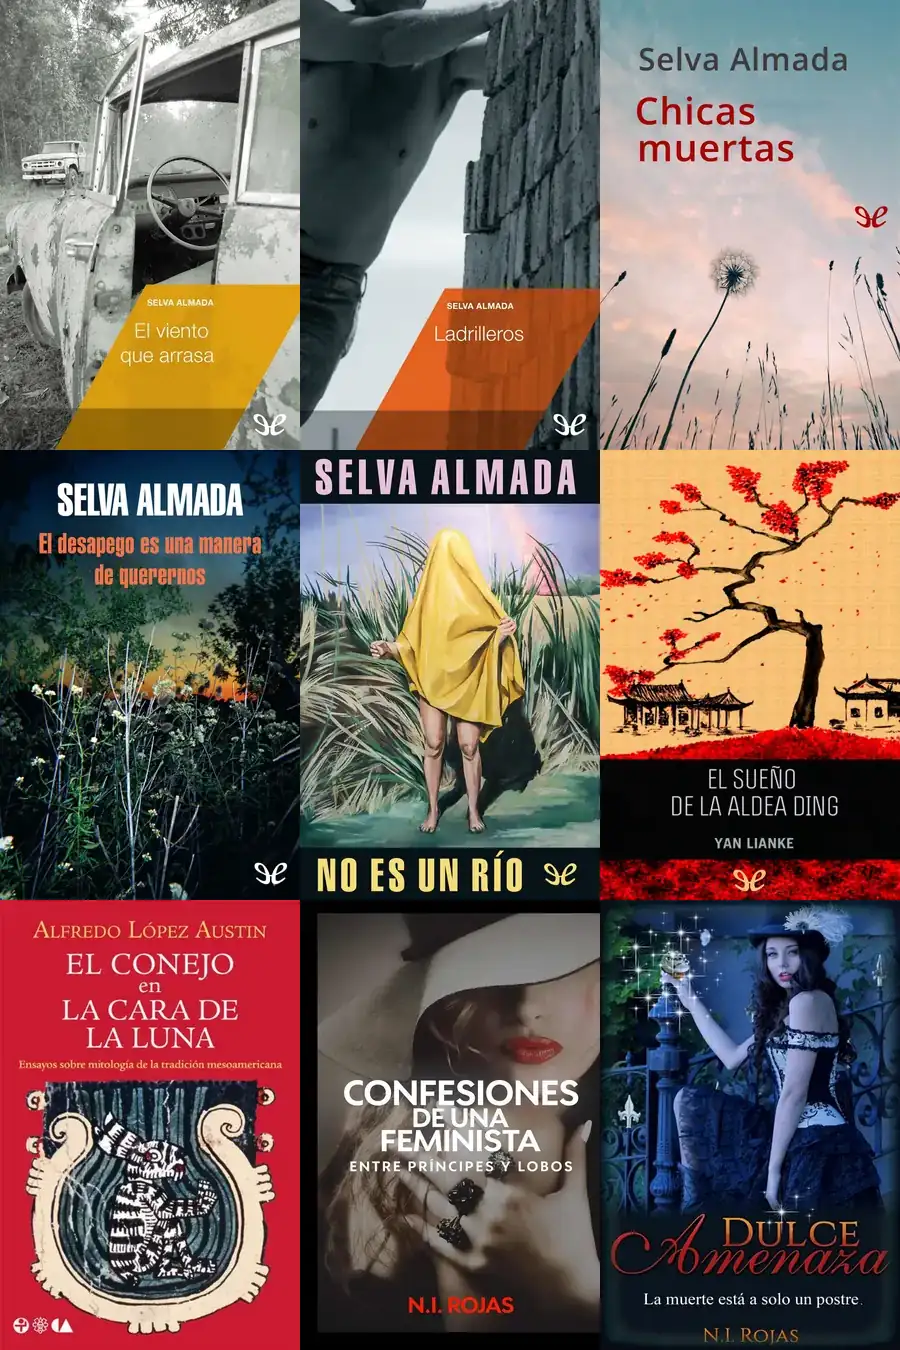 SELVA ALMADA
El viento
que arrasa
SELVA ALMADA
Ladrilleros
Selva Almada
Chicas
muertas
SELVA ALMADA
El desapego es una manera
de querernos
SELVA ALMADA
NO ES UN RÍO
EL SUEÑO
DE LA ALDEA DING
YAN LIANKE
ALFREDO LÓPEZ AUSTIN
EL CONEJO
en
LA CARA DE
LA LUNA
Ensayos sobre mitología de la tradición mesoamericana
CONFESIONES
DE UNA
FEMINISTA
ENTRE PRÍNCIPES Y LOBOS
N.I. ROJAS
DULCE
Amenaza
La muerte está a solo un postre.
N.I. ROJAS